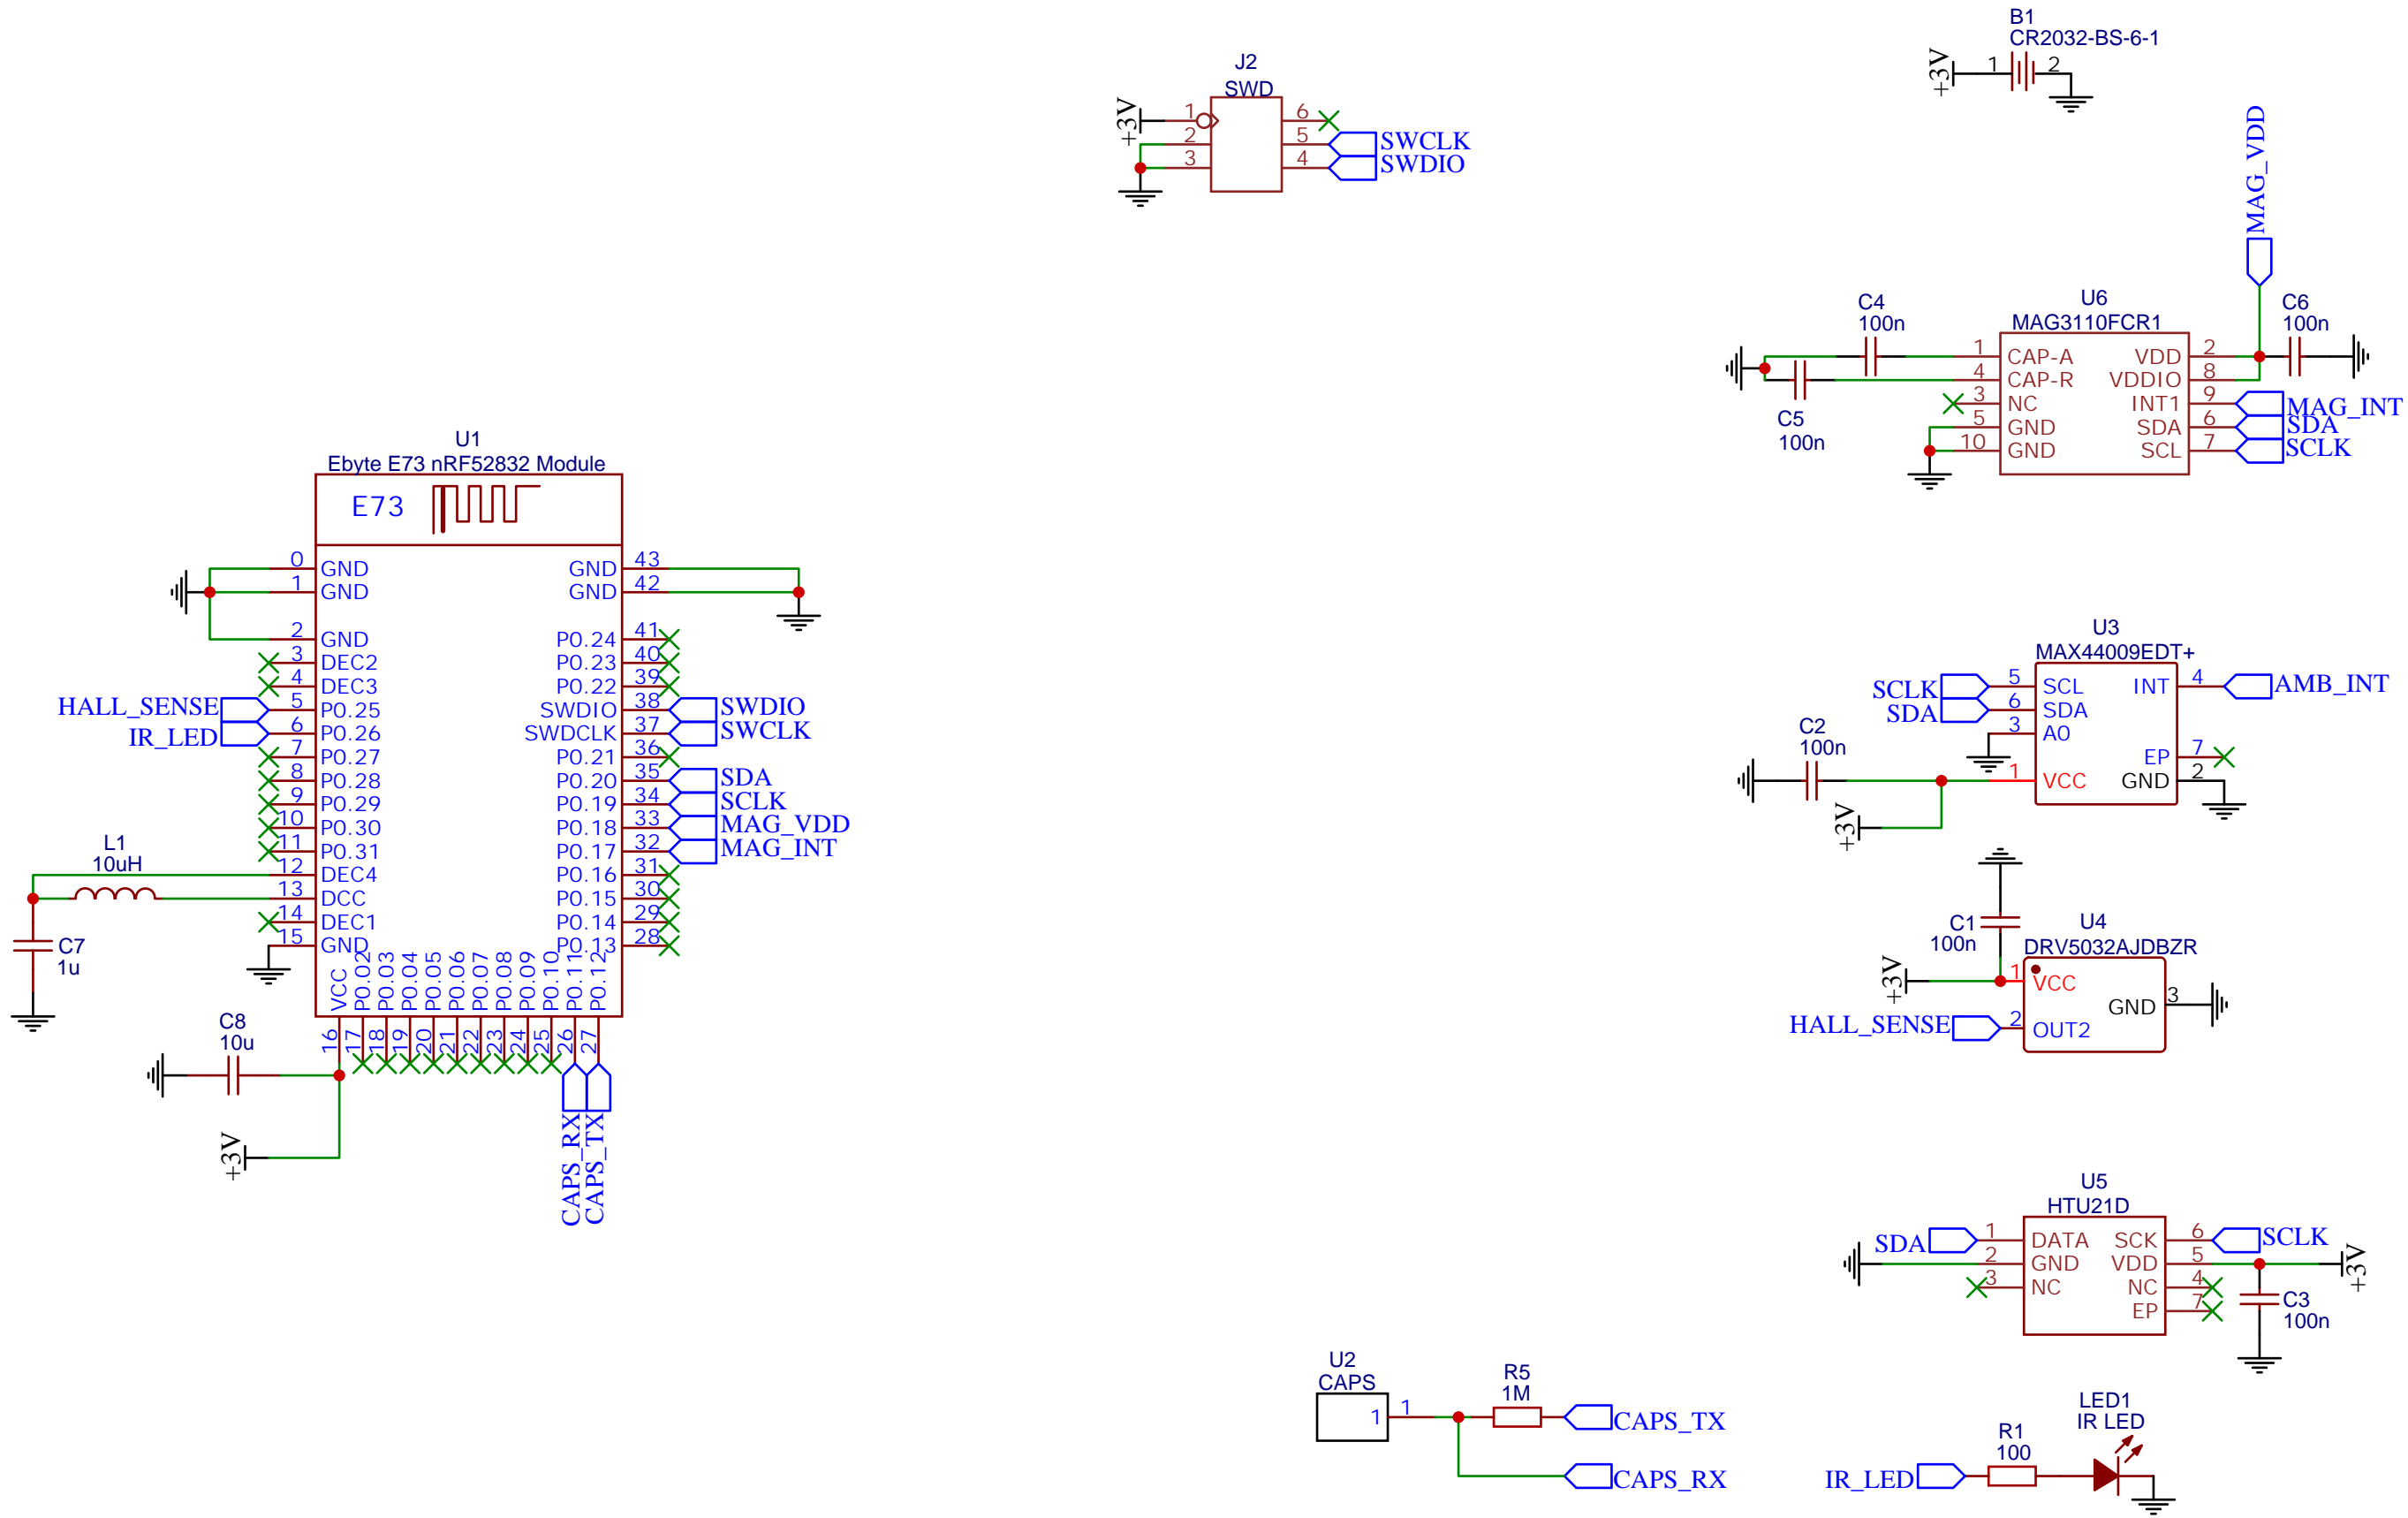 B1
CR2032-BS-6-1
+3V
1
2
J2
SWD
+3V
1
2
3
6
5
4
SWCLK
SWDIO
MAG_VDD
C4
100n
C5
100n
U6
MAG3110FCR1
C6
100n
1 CAP-A
4 CAP-R
3 NC
5 GND
10 GND
VDD 2
VDDIO 8
INT1 9
SDA 6
SCL 7
MAG_INT
SDA
SCLK
U1
Ebyte E73 nRF52832 Module
E73
0 GND
1 GND
2 GND
3 DEC2
4 DEC3
HALL_SENSE 5 P0.25
IR_LED 6 P0.26
7 P0.27
8 P0.28
9 P0.29
10 P0.30
11 P0.31
12 DEC4
13 DCC
14 DEC1
15 GND
GND 43
GND 42
P0.24 41
P0.23 40
P0.22 39
SWDIO 38 SWDIO
SWDCLK 37 SWCLK
P0.21 36
P0.20 35 SDA
P0.19 34 SCLK
P0.18 33 MAG_VDD
P0.17 32 MAG_INT
P0.16 31
P0.15 30
P0.14 29
P0.13 28
VCC 16
P0.02 17
P0.03 18
P0.04 19
P0.05 20
P0.06 21
P0.07 22
P0.08 23
P0.09 24
P0.10 25
P0.11 26 CAPS_RX
P0.12 27 CAPS_TX
L1
10uH
C7
1u
C8
10u
+3V
U3
MAX44009EDT+
SCLK 5 SCL
SDA 6 SDA
3 A0
1 VCC
INT 4 AMB_INT
EP 7
GND 2
C2
100n
+3V
C1
100n
U4
DRV5032AJDBZR
+3V
1 VCC
GND 3
HALL_SENSE 2 OUT2
U5
HTU21D
SDA 1 DATA
2 GND
3 NC
SCK 6 SCLK
VDD 5
NC 4
EP 7
+3V
C3
100n
U2
CAPS
1 1
R5
1M
CAPS_TX
CAPS_RX
LED1
IR LED
R1
100
IR_LED